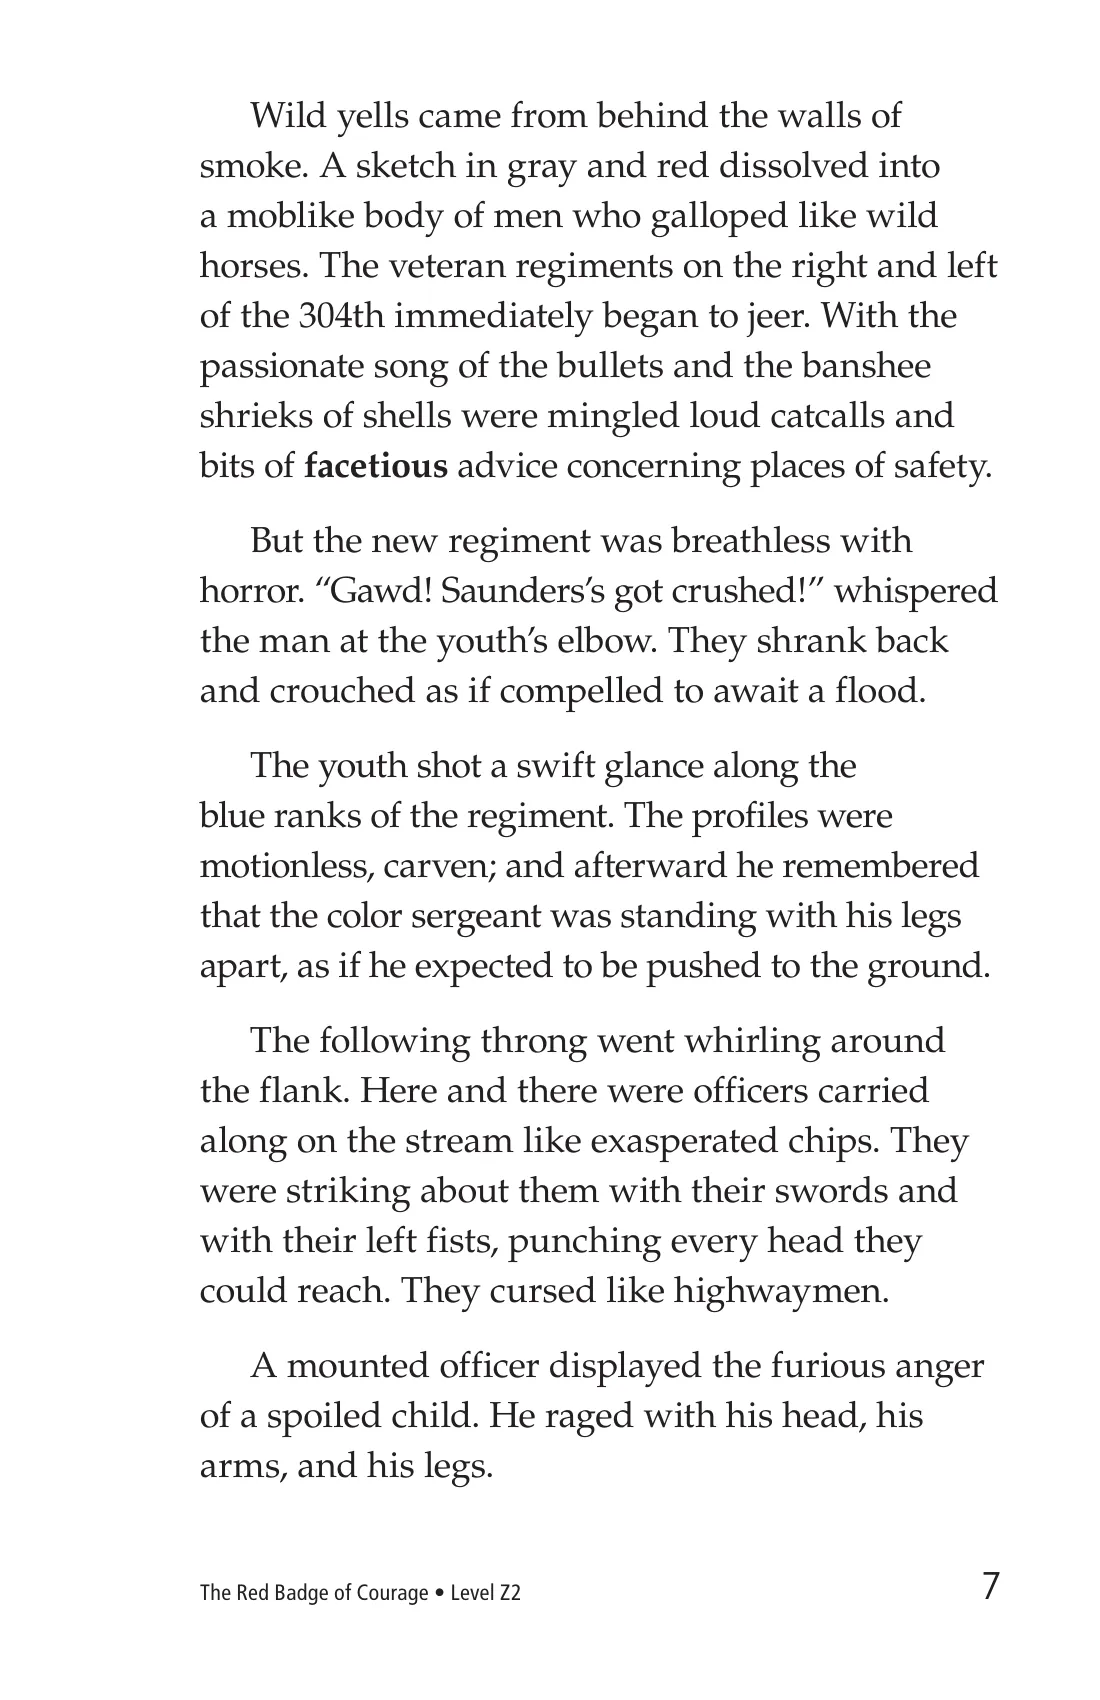 Wild yells came from behind the walls of
smoke. A sketch in gray and red dissolved into
a moblike body of men who galloped like wild
horses. The veteran regiments on the right and left
of the 304th immediately began to jeer. With the
passionate song of the bullets and the banshee
shrieks of shells were mingled loud catcalls and
bits of facetious advice concerning places of safety.
But the new regiment was breathless with
horror. “Gawd! Saunders’s got crushed!” whispered
the man at the youth’s elbow. They shrank back
and crouched as if compelled to await a flood.
The youth shot a swift glance along the
blue ranks of the regiment. The profiles were
motionless, carven; and afterward he remembered
that the color sergeant was standing with his legs
apart, as if he expected to be pushed to the ground.
The following throng went whirling around
the flank. Here and there were officers carried
along on the stream like exasperated chips. They
were striking about them with their swords and
with their left fists, punching every head they
could reach. They cursed like highwaymen.
A mounted officer displayed the furious anger
of a spoiled child. He raged with his head, his
arms, and his legs.
The Red Badge of Courage • Level Z2
7